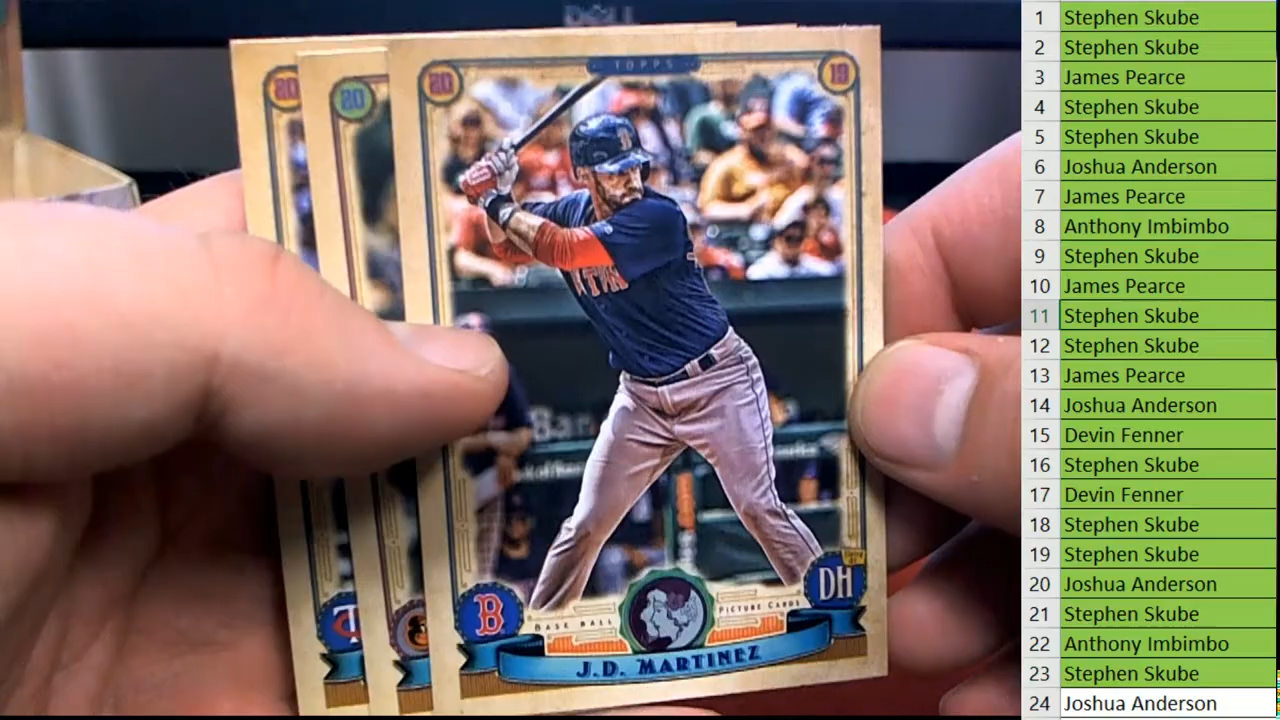 DELL
20
20
20
TOPPS
19
B
DH
BASE BALL
PICTURE CARDS
J.D. MARTINEZ
1 Stephen Skube
2 Stephen Skube
3 James Pearce
4 Stephen Skube
5 Stephen Skube
6 Joshua Anderson
7 James Pearce
8 Anthony Imbimbo
9 Stephen Skube
10 James Pearce
11 Stephen Skube
12 Stephen Skube
13 James Pearce
14 Joshua Anderson
15 Devin Fenner
16 Stephen Skube
17 Devin Fenner
18 Stephen Skube
19 Stephen Skube
20 Joshua Anderson
21 Stephen Skube
22 Anthony Imbimbo
23 Stephen Skube
24 Joshua Anderson